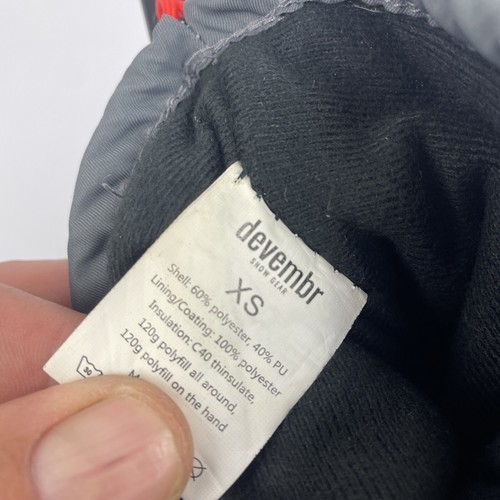 devembr
SNOW GEAR
XS
Shell: 60% polyester, 40% PU
Lining/Coating: 100% polyester
Insulation: C40 thinsulate,
120g polyfill all around,
120g polyfill on the hand
30